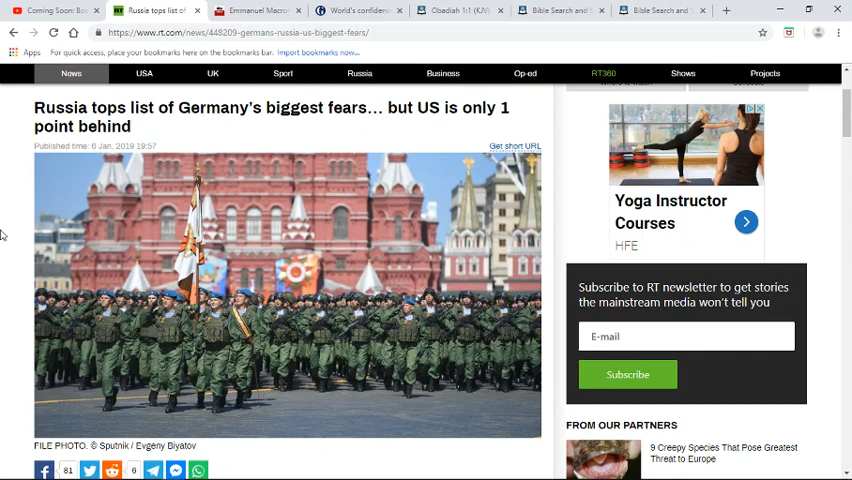 Coming Soon: Bo
Russia tops list of
Emmanuel Macro
World's confidenc
Obadiah 1:1 (KJV)
Bible Search and S
Bible Search and S
https://www.rt.com/news/448209-germans-russia-us-biggest-fears/
Apps For quick access, place your bookmarks here on the bookmarks bar. Import bookmarks now...
News USA UK Sport Russia Business Op-ed RT360 Shows Projects
Russia tops list of Germany's biggest fears… but US is only 1
point behind
Published time: 6 Jan, 2019 19:57
Get short URL
FILE PHOTO. © Sputnik / Evgeny Biyatov
81
6
Yoga Instructor
Courses
HFE
Subscribe to RT newsletter to get stories
the mainstream media won't tell you
E-mail
Subscribe
FROM OUR PARTNERS
9 Creepy Species That Pose Greatest
Threat to Europe